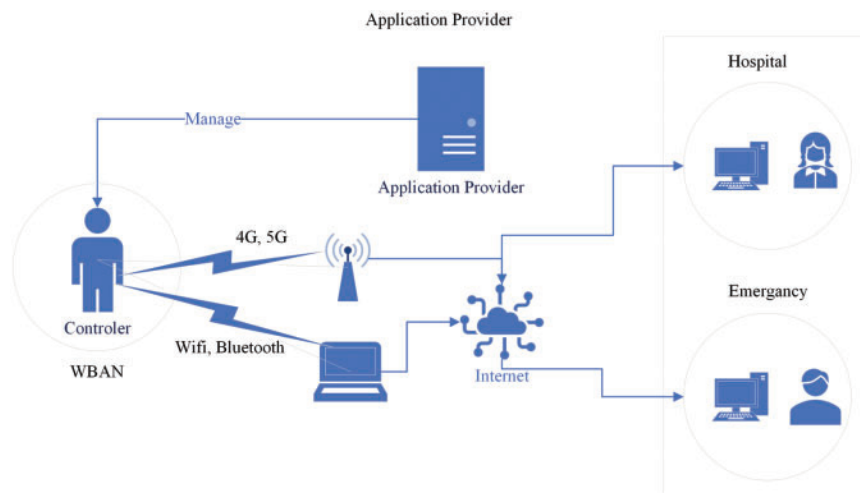 Application Provider
Hospital
Manage
Application Provider
4G, 5G
Controler
Wifi, Bluetooth
WBAN
Internet
Emergancy